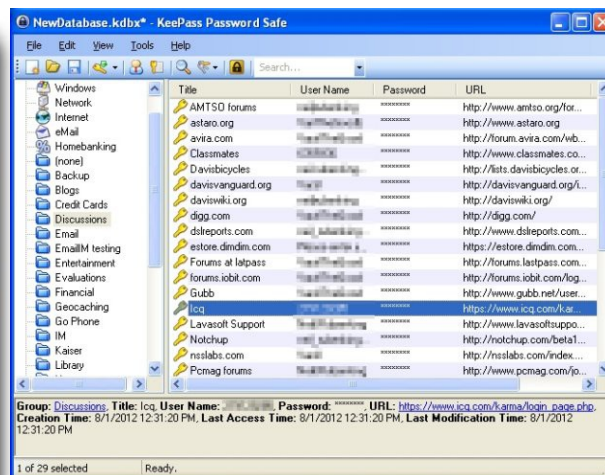 NewDatabase.kdbx* - KeePass Password Safe
File Edit View Tools Help
Search...
Windows
Network
Internet
eMail
Homebanking
(none)
Backup
Blogs
Credit Cards
Discussions
Email
EmailIM testing
Entertainment
Evaluations
Financial
Geocaching
Go Phone
IM
Kaiser
Library
Title User Name Password URL
AMTSO forums ******** http://www.amtso.org/for...
astaro.org ******** http://www.astaro.org
avira.com ******** http://forum.avira.com/wb...
Classmates ******** http://www.classmates.co...
Davisbicycles ******** http://lists.davisbicycles.or...
davisvanguard.org ******** http://davisvanguard.org/i...
daviswiki.org ******** http://daviswiki.org/
digg.com ******** http://digg.com/
dslreports.com ******** http://www.dslreports.com...
estore.dimdim.com ******** https://estore.dimdim.com...
Forums at latpass ******** http://forums.lastpass.com...
forums.iobit.com ******** http://forums.iobit.com/log...
Gubb ******** http://www.gubb.net/user...
Icq ******** https://www.icq.com/kar...
Lavasoft Support ******** http://www.lavasoftsuppo...
Notchup ******** http://notchup.com/beta1...
nsslabs.com ******** http://nsslabs.com/index....
Pcmag forums ******** http://www.pcmag.com/jo...
Group: Discussions, Title: Icq, User Name: , Password: ********, URL: https://www.icq.com/karma/login_page.php,
Creation Time: 8/1/2012 12:31:20 PM, Last Access Time: 8/1/2012 12:31:20 PM, Last Modification Time: 8/1/2012
12:31:20 PM
1 of 29 selected Ready.